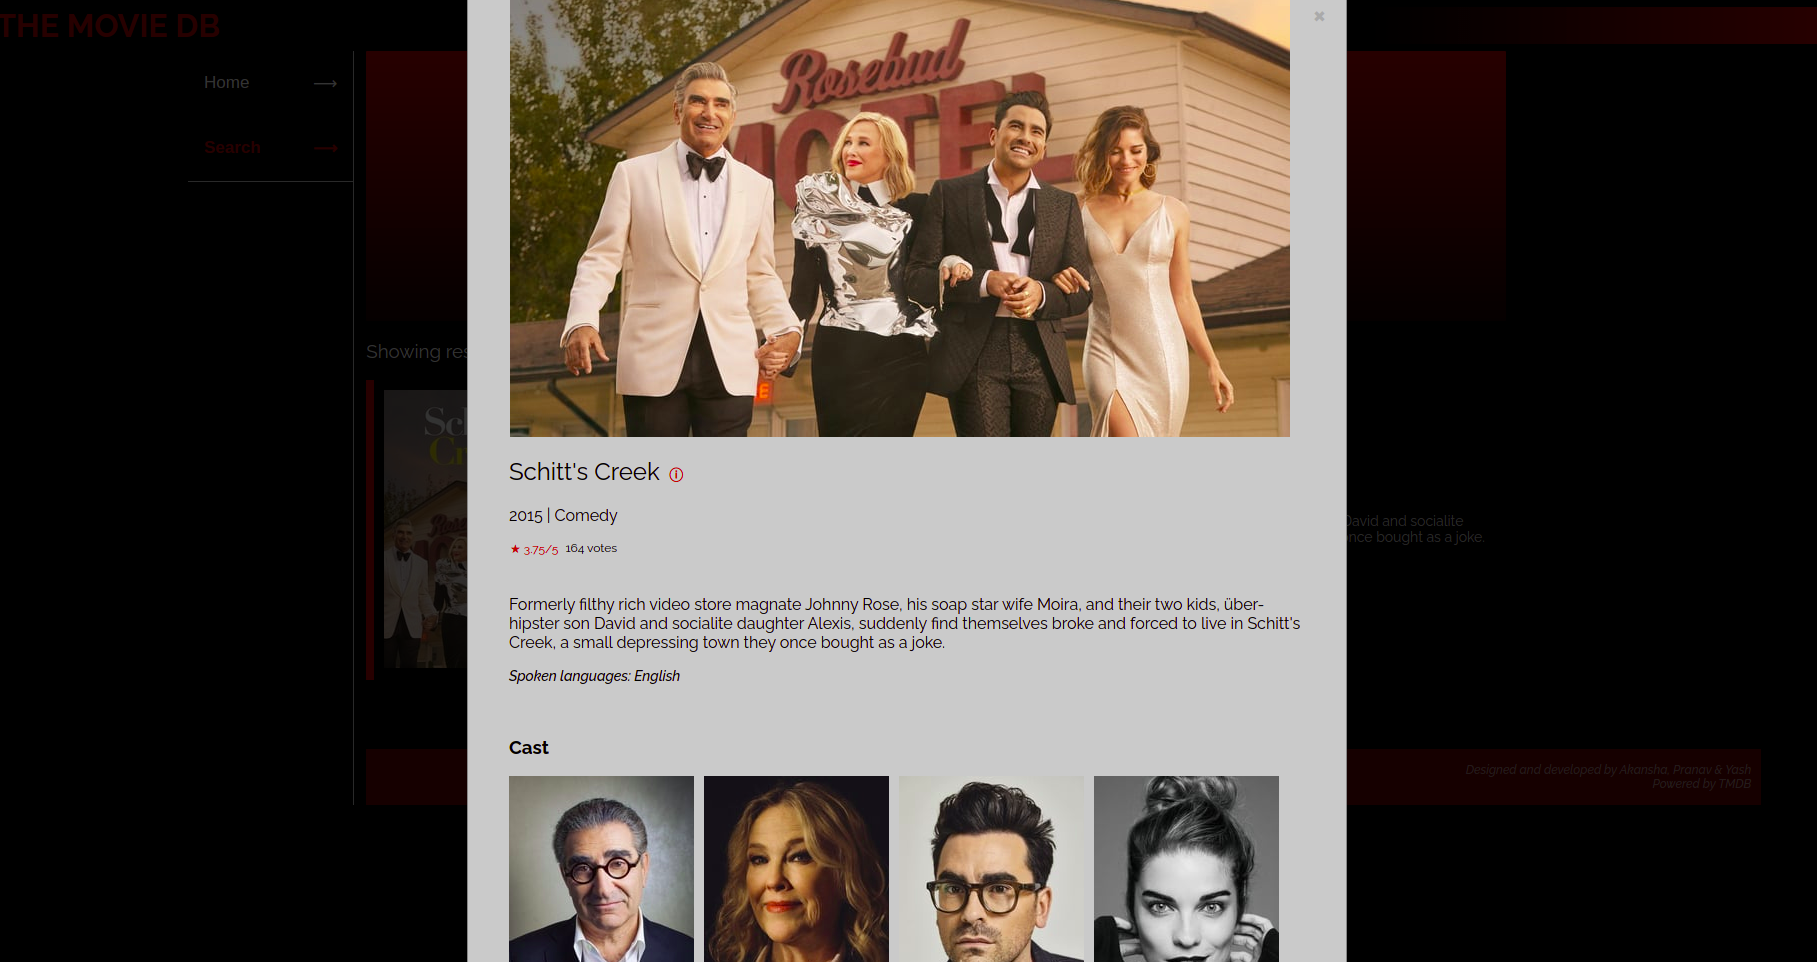 THE MOVIE DB
✖
Home ⟶
Search ⟶
Rosebud
MOTEL
E
Showing res
Sch
Cr
Rosebud
Schitt's Creek ⓘ
2015 | Comedy
★ 3.75/5 164 votes
David and socialite
once bought as a joke.
Formerly filthy rich video store magnate Johnny Rose, his soap star wife Moira, and their two kids, über-
hipster son David and socialite daughter Alexis, suddenly find themselves broke and forced to live in Schitt's
Creek, a small depressing town they once bought as a joke.
Spoken languages: English
Cast
Designed and developed by Akansha, Pranav & Yash
Powered by TMDB